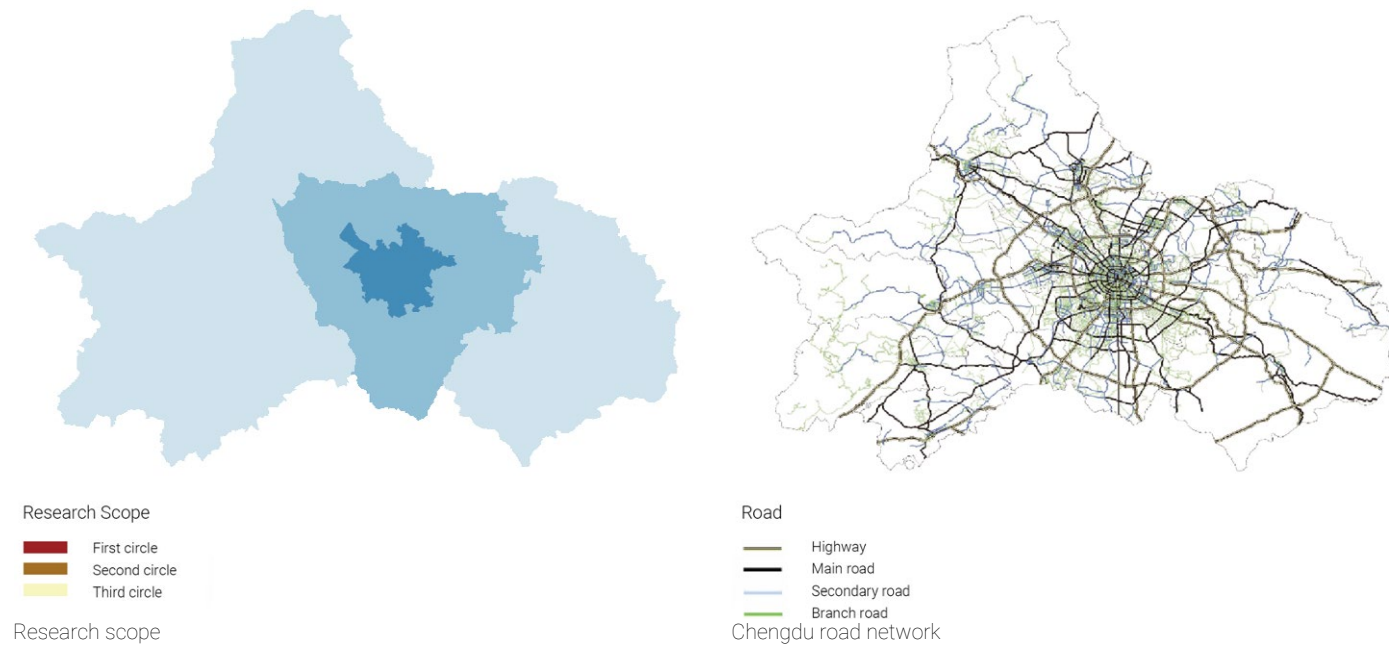 Research Scope
First circle
Second circle
Third circle
Research scope
Road
Highway
Main road
Secondary road
Branch road
Chengdu road network